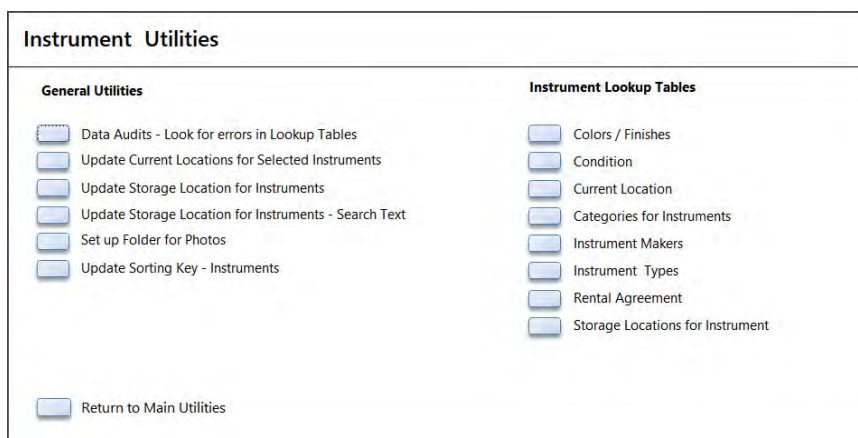 Instrument Utilities
General Utilities
Data Audits - Look for errors in Lookup Tables
Update Current Locations for Selected Instruments
Update Storage Location for Instruments
Update Storage Location for Instruments - Search Text
Set up Folder for Photos
Update Sorting Key - Instruments
Return to Main Utilities
Instrument Lookup Tables
Colors / Finishes
Condition
Current Location
Categories for Instruments
Instrument Makers
Instrument Types
Rental Agreement
Storage Locations for Instrument